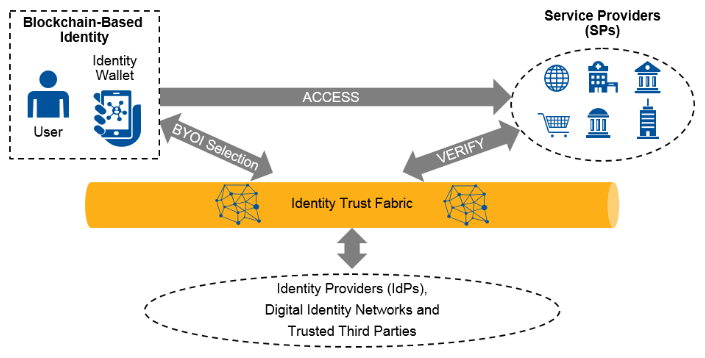 Blockchain-Based
Identity
Identity
Wallet
User
Service Providers
(SPs)
ACCESS
BYOI Selection
VERIFY
Identity Trust Fabric
Identity Providers (IdPs),
Digital Identity Networks and
Trusted Third Parties